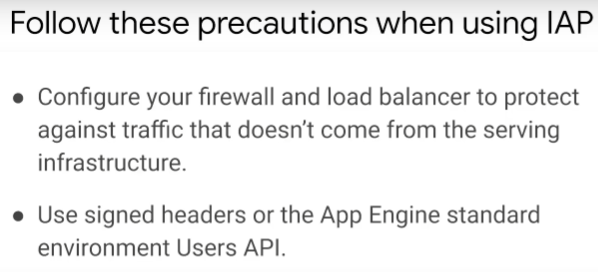 Follow these precautions when using IAP
● Configure your firewall and load balancer to protect
against traffic that doesn't come from the serving
infrastructure.
● Use signed headers or the App Engine standard
environment Users API.